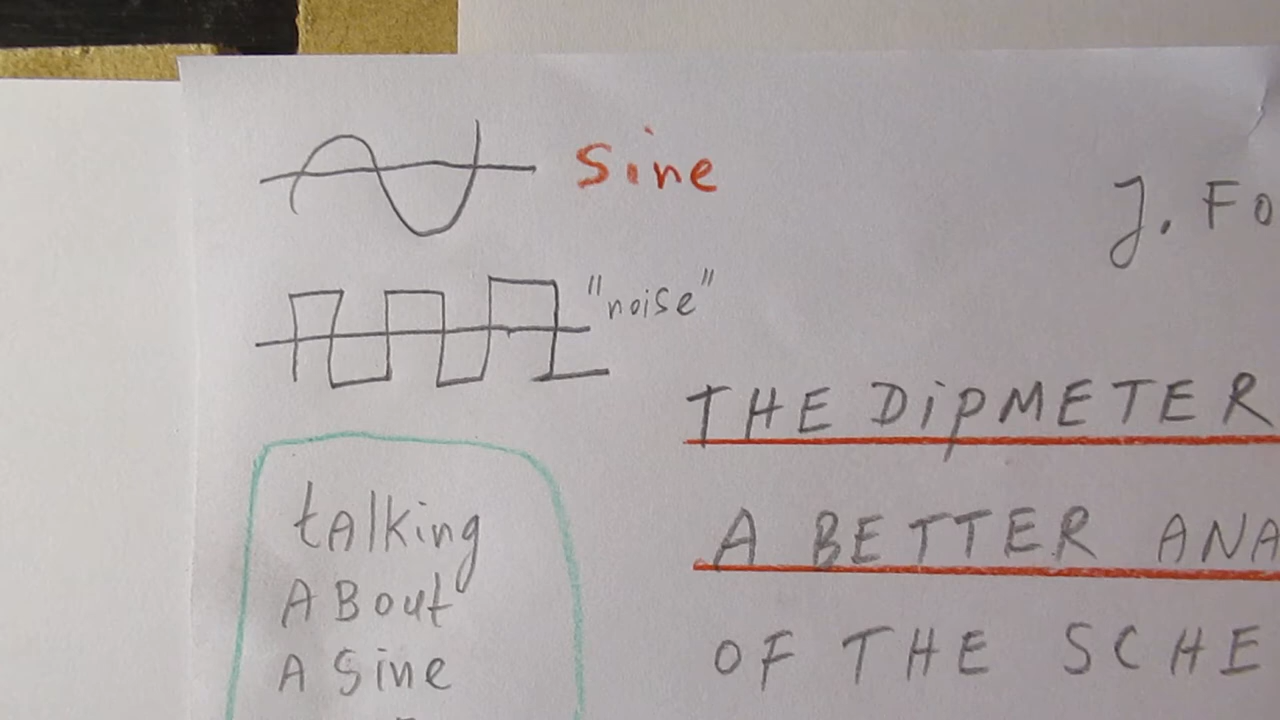 Sine
J. Fo
"noise"
THE DipMETER
A BETTER ANA
OF THE SCHE
tAlking
ABout
A Sine